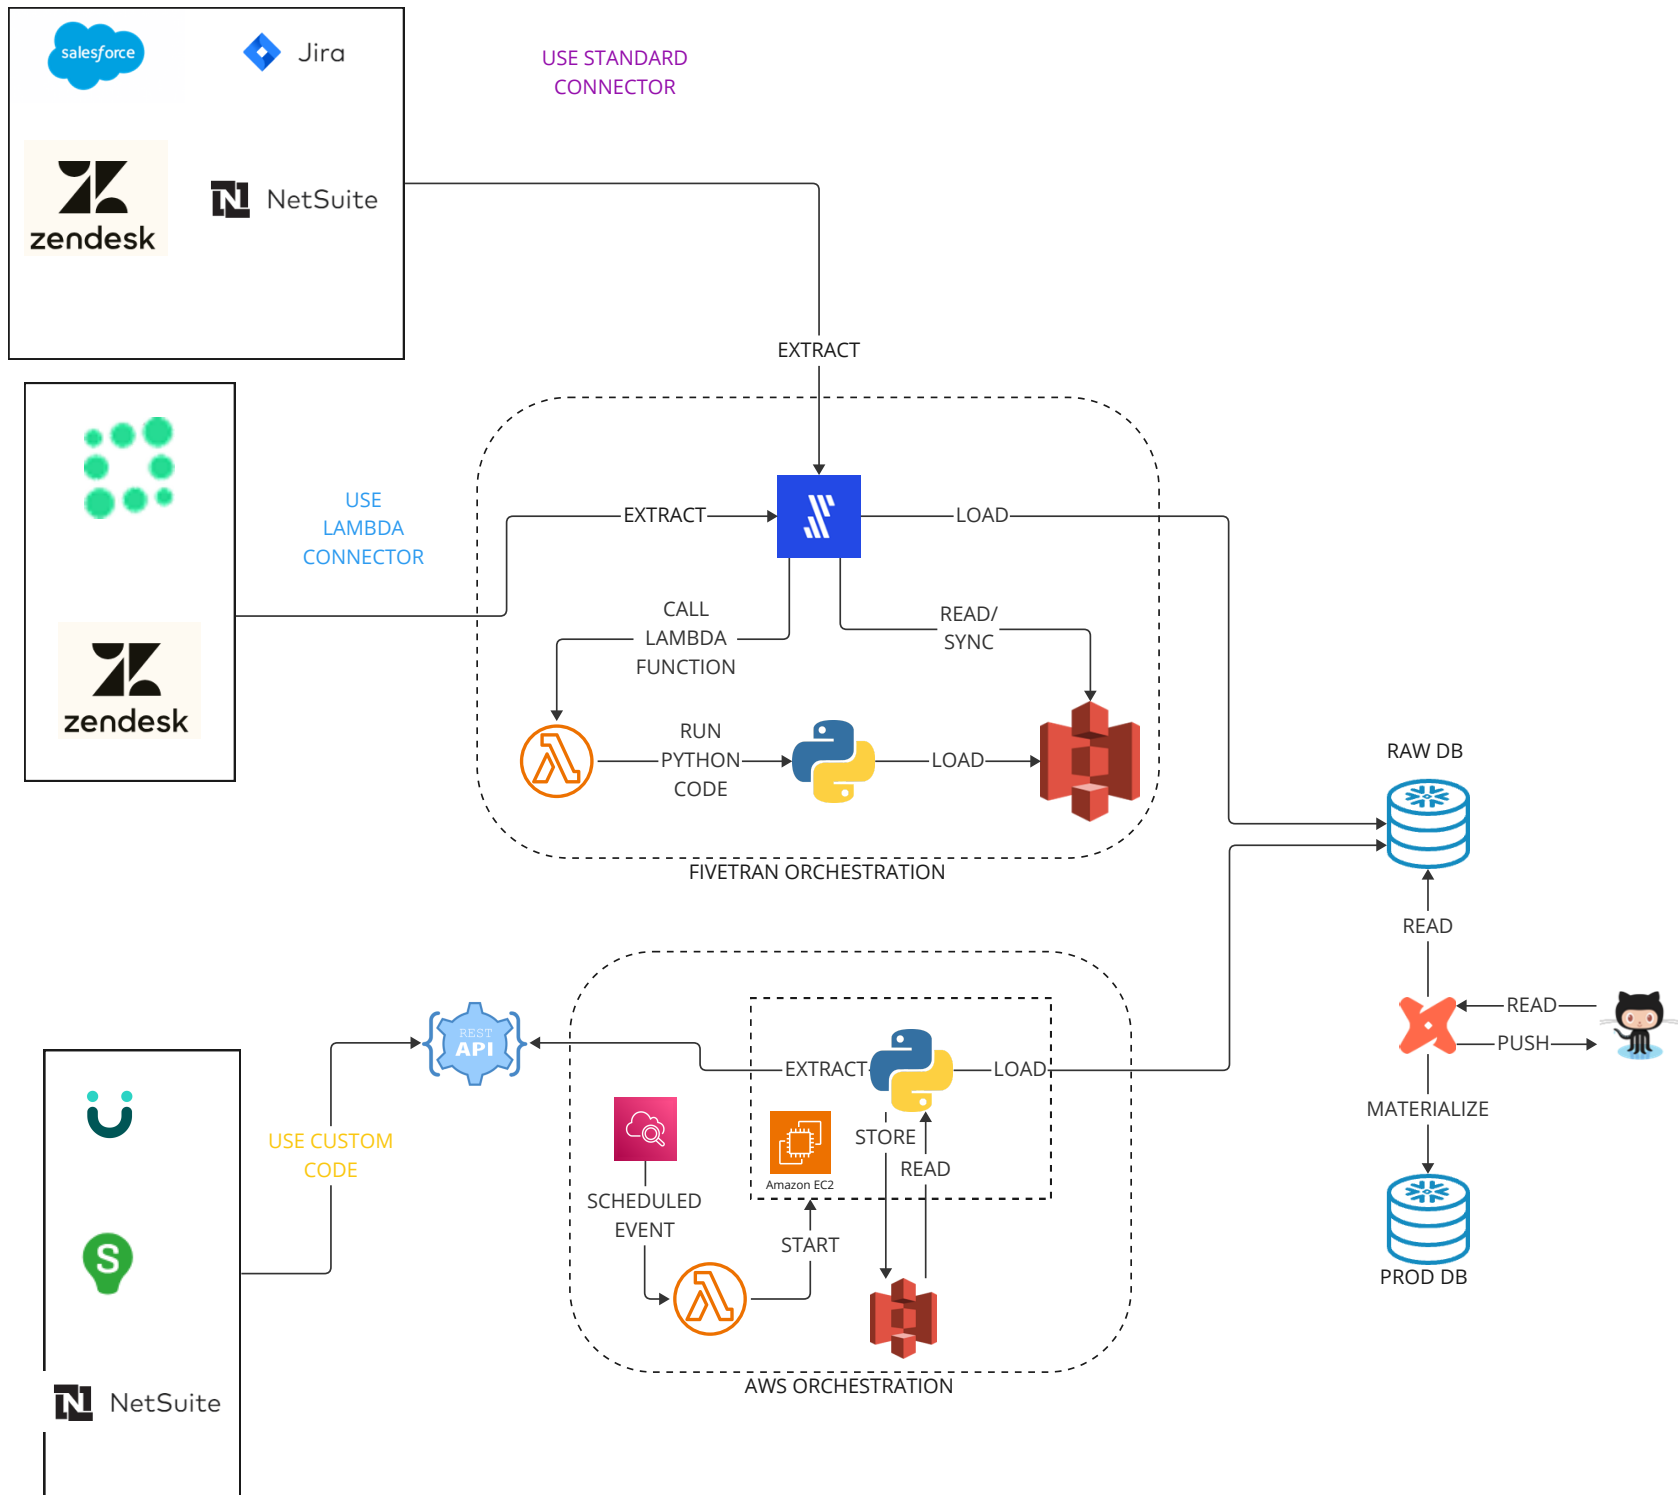 salesforce
Jira
USE STANDARD
CONNECTOR
zendesk
NetSuite
EXTRACT
USE
LAMBDA
CONNECTOR
EXTRACT
LOAD
CALL
LAMBDA
FUNCTION
READ/
SYNC
zendesk
RUN
PYTHON
CODE
LOAD
RAW DB
FIVETRAN ORCHESTRATION
READ
REST
API
EXTRACT
LOAD
READ
PUSH
USE CUSTOM
CODE
STORE
READ
Amazon EC2
MATERIALIZE
SCHEDULED
EVENT
START
S
PROD DB
NetSuite
AWS ORCHESTRATION